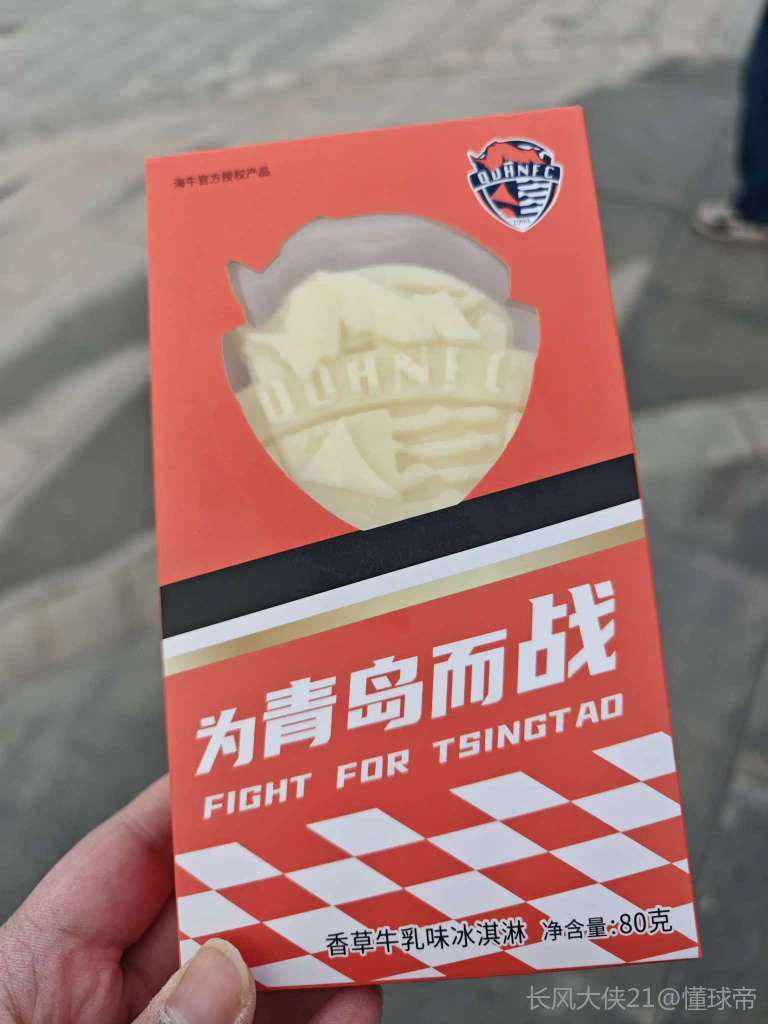 海牛官方授权产品
QDHNFC
1993
QDHNFC
为青岛而战
FIGHT FOR TSINGTAO
香草牛乳味冰淇淋 净含量:80克
长风大侠21@懂球帝